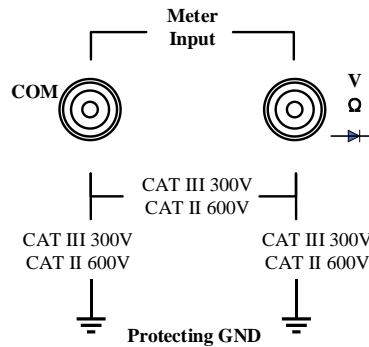 Meter
Input
COM
V
Ω
CAT III 300V
CAT II 600V
CAT III 300V
CAT II 600V
CAT III 300V
CAT II 600V
Protecting GND